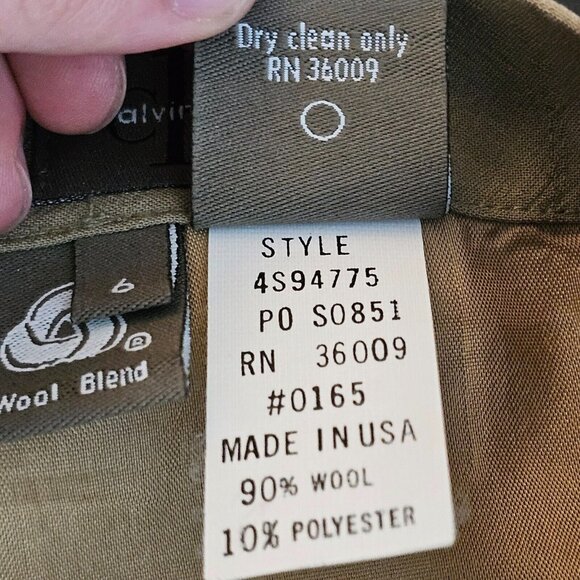 Dry clean only
RN 36009
alvin
6
®
Wool Blend
STYLE
4S94775
PO S0851
RN 36009
#0165
MADE IN USA
90% WOOL
10% POLYESTER